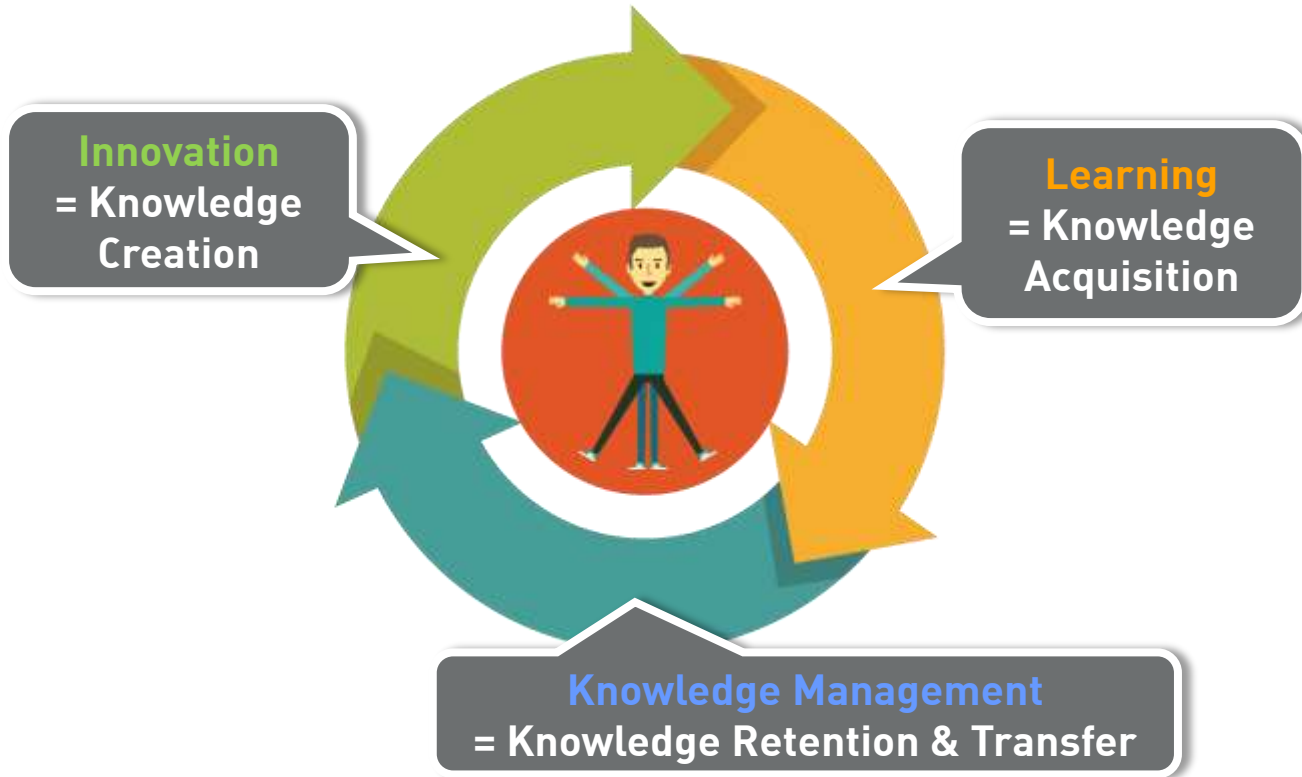 Innovation
= Knowledge
Creation
Learning
= Knowledge
Acquisition
Knowledge Management
= Knowledge Retention & Transfer